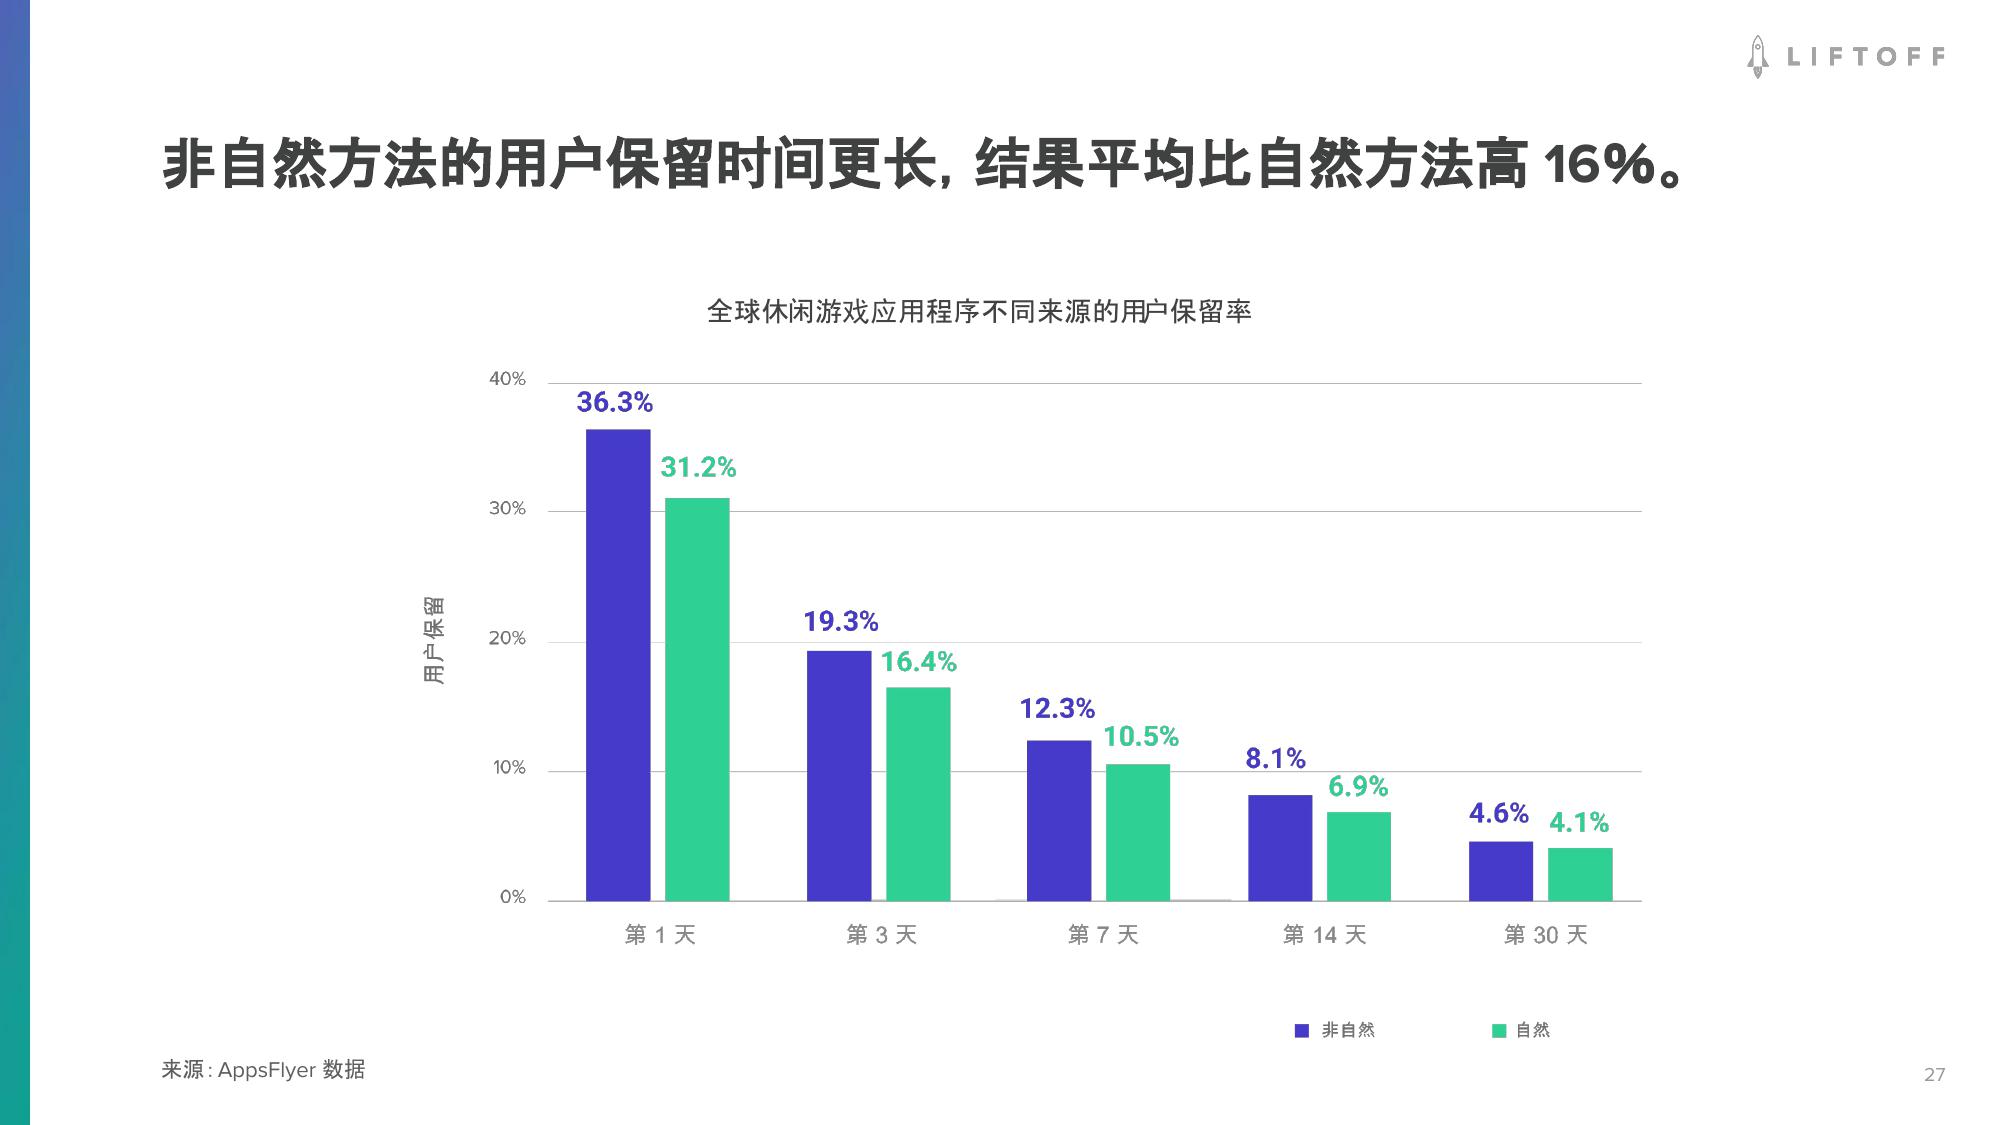 LIFTOFF
非自然方法的用户保留时间更长，结果平均比自然方法高 16%。
全球休闲游戏应用程序不同来源的用户保留率
用户保留
40%
30%
20%
10%
0%
36.3%
31.2%
19.3%
16.4%
12.3%
10.5%
8.1%
6.9%
4.6%
4.1%
第 1 天
第 3 天
第 7 天
第 14 天
第 30 天
非自然
自然
来源: AppsFlyer 数据
27